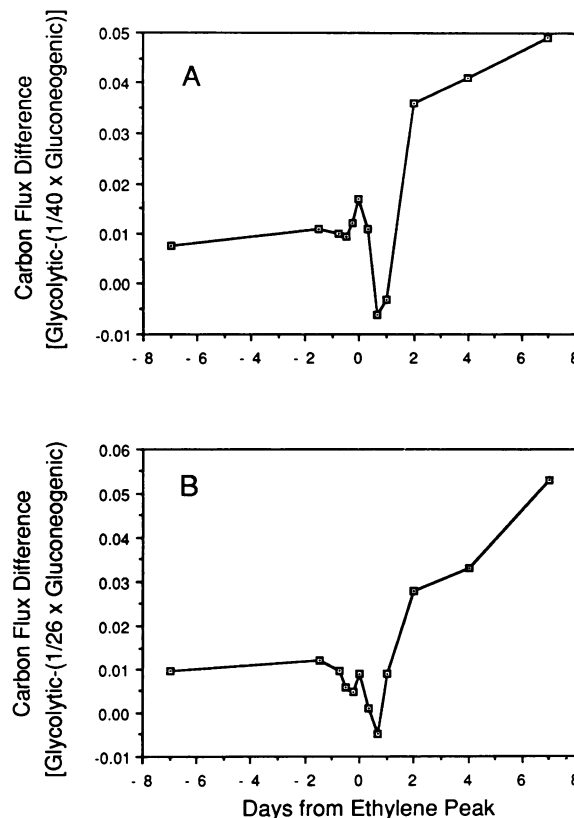 Carbon Flux Difference
[Glycolytic-(1/40 x Gluconeogenic)]
A
0.05
0.04
0.03
0.02
0.01
0.00
-0.01
- 8 - 6 - 4 - 2 0 2 4 6 8
Carbon Flux Difference
[Glycolytic-(1/26 x Gluconeogenic)
B
0.06
0.05
0.04
0.03
0.02
0.01
0.00
-0.01
- 8 - 6 - 4 - 2 0 2 4 6 8
Days from Ethylene Peak